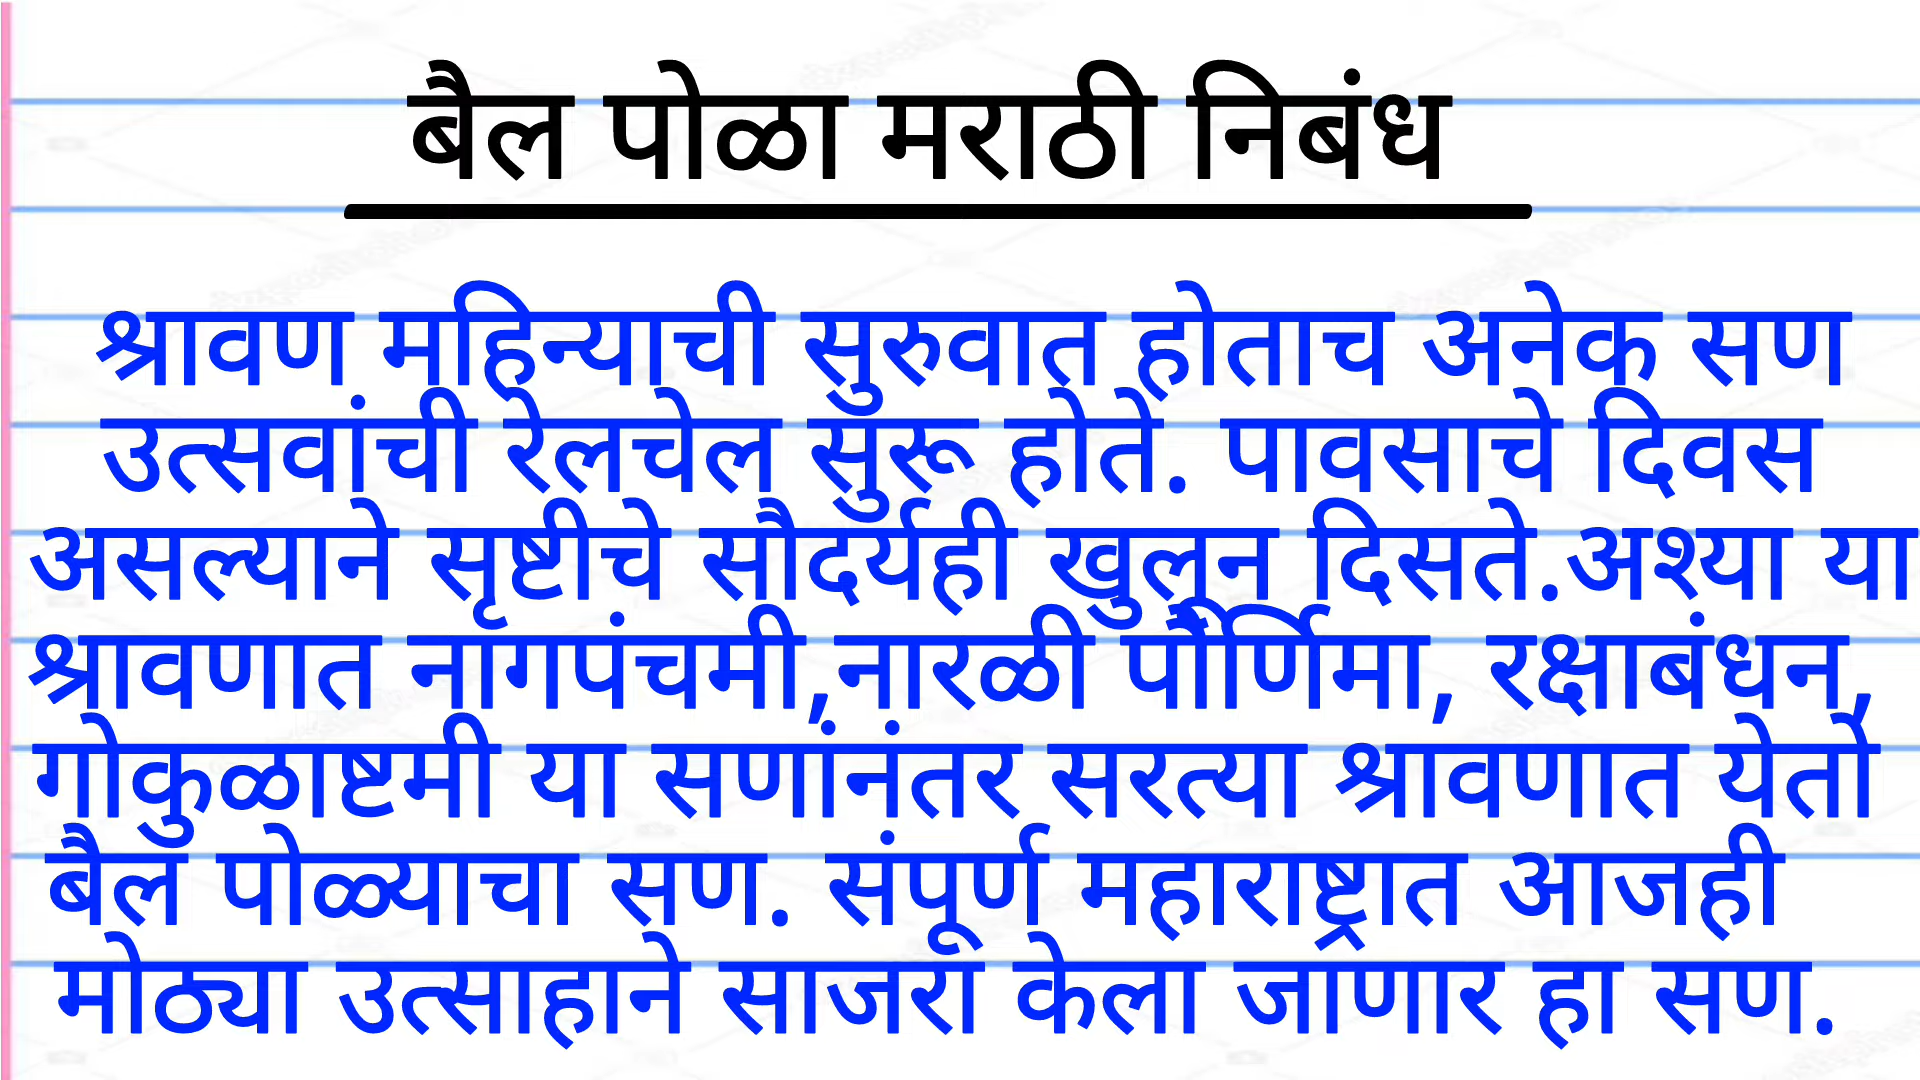 बैल पोळा मराठी निबंध
श्रावण महिन्याची सुरुवात होताच अनेक सण
उत्सवांची रेलचेल सुरू होते. पावसाचे दिवस
असल्याने सृष्टीचे सौदर्यही खुलून दिसते.अश्या या
श्रावणात नागपंचमी,नारळी पौर्णिमा, रक्षाबंधन,
गोकुळाष्टमी या सणांनंतर सरत्या श्रावणात येतो
बैल पोळ्याचा सण. संपूर्ण महाराष्ट्रात आजही
मोठ्या उत्साहाने साजरा केला जाणार हा सण.